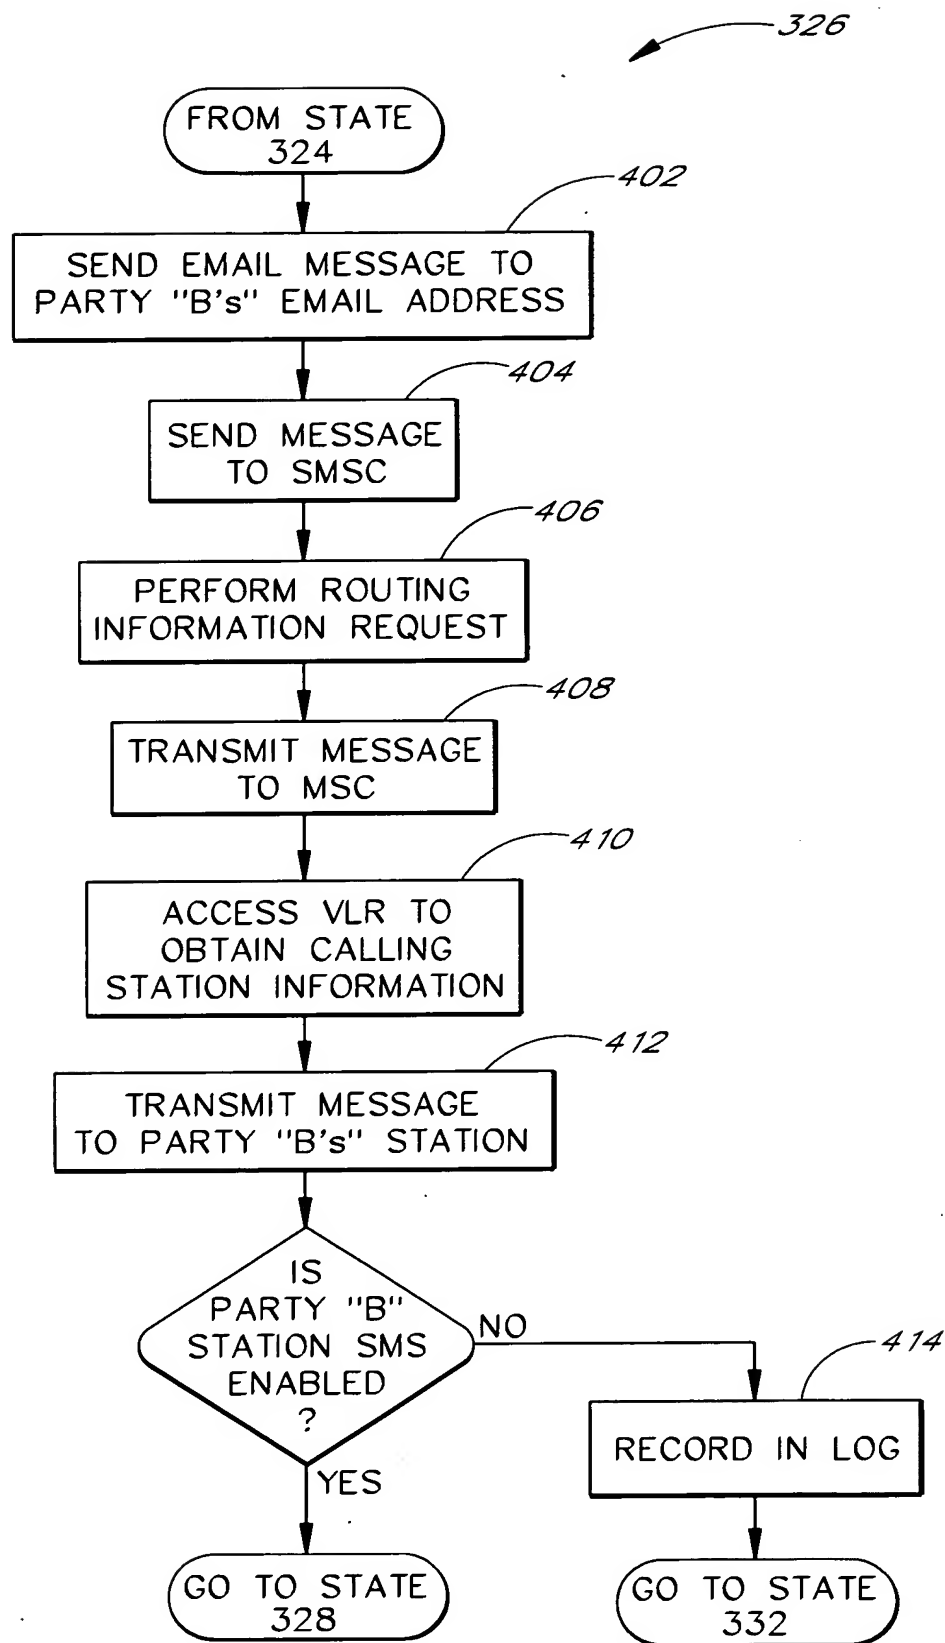 326
FROM STATE
324
402
SEND EMAIL MESSAGE TO
PARTY "B's" EMAIL ADDRESS
404
SEND MESSAGE
TO SMSC
406
PERFORM ROUTING
INFORMATION REQUEST
408
TRANSMIT MESSAGE
TO MSC
410
ACCESS VLR TO
OBTAIN CALLING
STATION INFORMATION
412
TRANSMIT MESSAGE
TO PARTY "B's" STATION
IS
PARTY "B"
STATION SMS
ENABLED
?
NO
414
RECORD IN LOG
YES
GO TO STATE
328
GO TO STATE
332